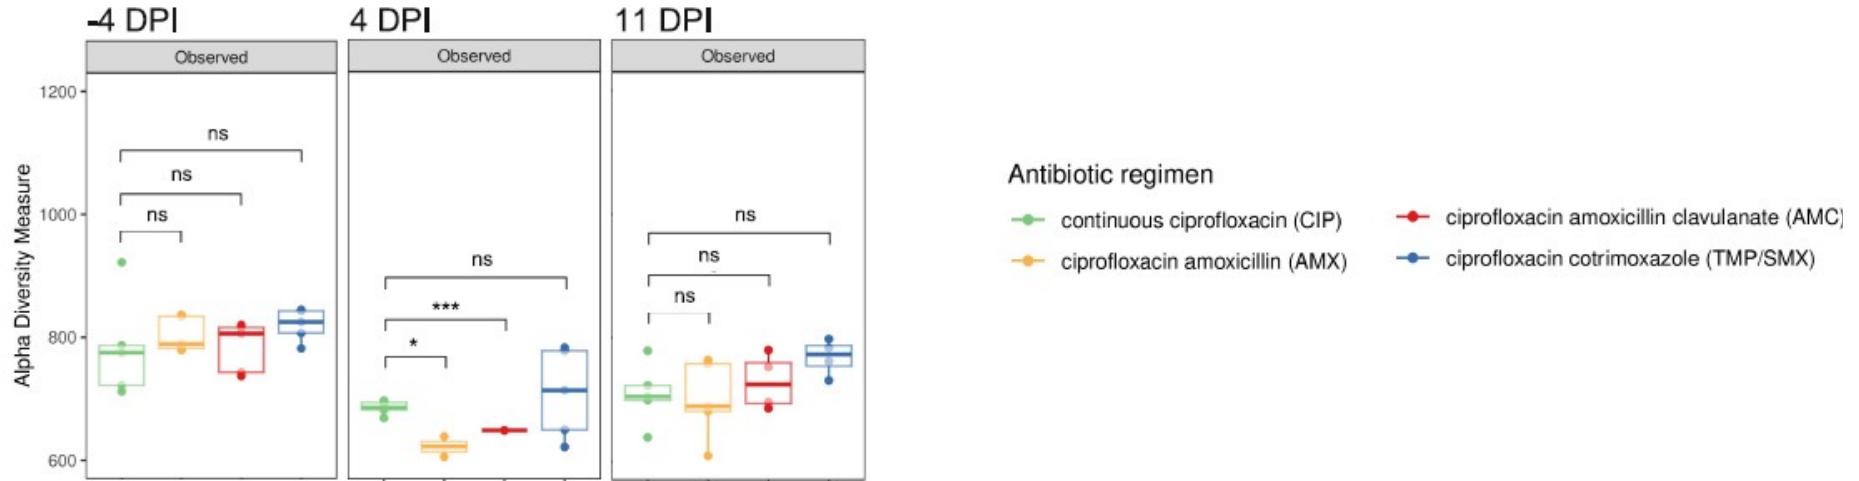 -4 DPI
4 DPI
11 DPI
Observed
Observed
Observed
Alpha Diversity Measure
1200
1000
800
600
ns
ns
ns
ns
***
*
ns
ns
ns
Antibiotic regimen
continuous ciprofloxacin (CIP)
ciprofloxacin amoxicillin (AMX)
ciprofloxacin amoxicillin clavulanate (AMC)
ciprofloxacin cotrimoxazole (TMP/SMX)